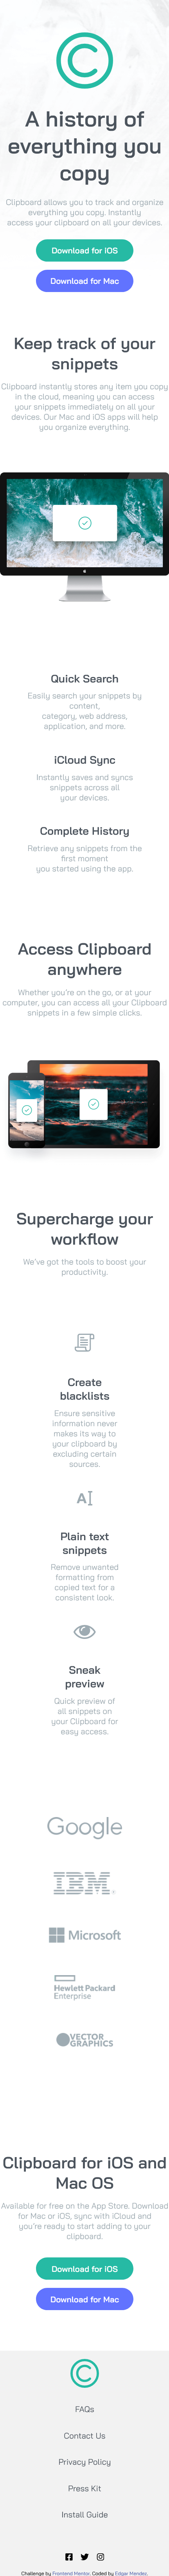 A history of
everything you
copy
Clipboard allows you to track and organize
everything you copy. Instantly
access your clipboard on all your devices.
Download for iOS
Download for Mac
Keep track of your
snippets
Clipboard instantly stores any item you copy
in the cloud, meaning you can access
your snippets immediately on all your
devices. Our Mac and iOS apps will help
you organize everything.
Quick Search
Easily search your snippets by
content,
category, web address,
application, and more.
iCloud Sync
Instantly saves and syncs
snippets across all
your devices.
Complete History
Retrieve any snippets from the
first moment
you started using the app.
Access Clipboard
anywhere
Whether you're on the go, or at your
computer, you can access all your Clipboard
snippets in a few simple clicks.
Supercharge your
workflow
We've got the tools to boost your
productivity.
Create
blacklists
Ensure sensitive
information never
makes its way to
your clipboard by
excluding certain
sources.
Plain text
snippets
Remove unwanted
formatting from
copied text for a
consistent look.
Sneak
preview
Quick preview of
all snippets on
your Clipboard for
easy access.
Google
IBM
Microsoft
Hewlett Packard
Enterprise
VECTOR
GRAPHICS
Clipboard for iOS and
Mac OS
Available for free on the App Store. Download
for Mac or iOS, sync with iCloud and
you're ready to start adding to your
clipboard.
Download for iOS
Download for Mac
FAQs
Contact Us
Privacy Policy
Press Kit
Install Guide
Challenge by Frontend Mentor. Coded by Edgar Mendes.